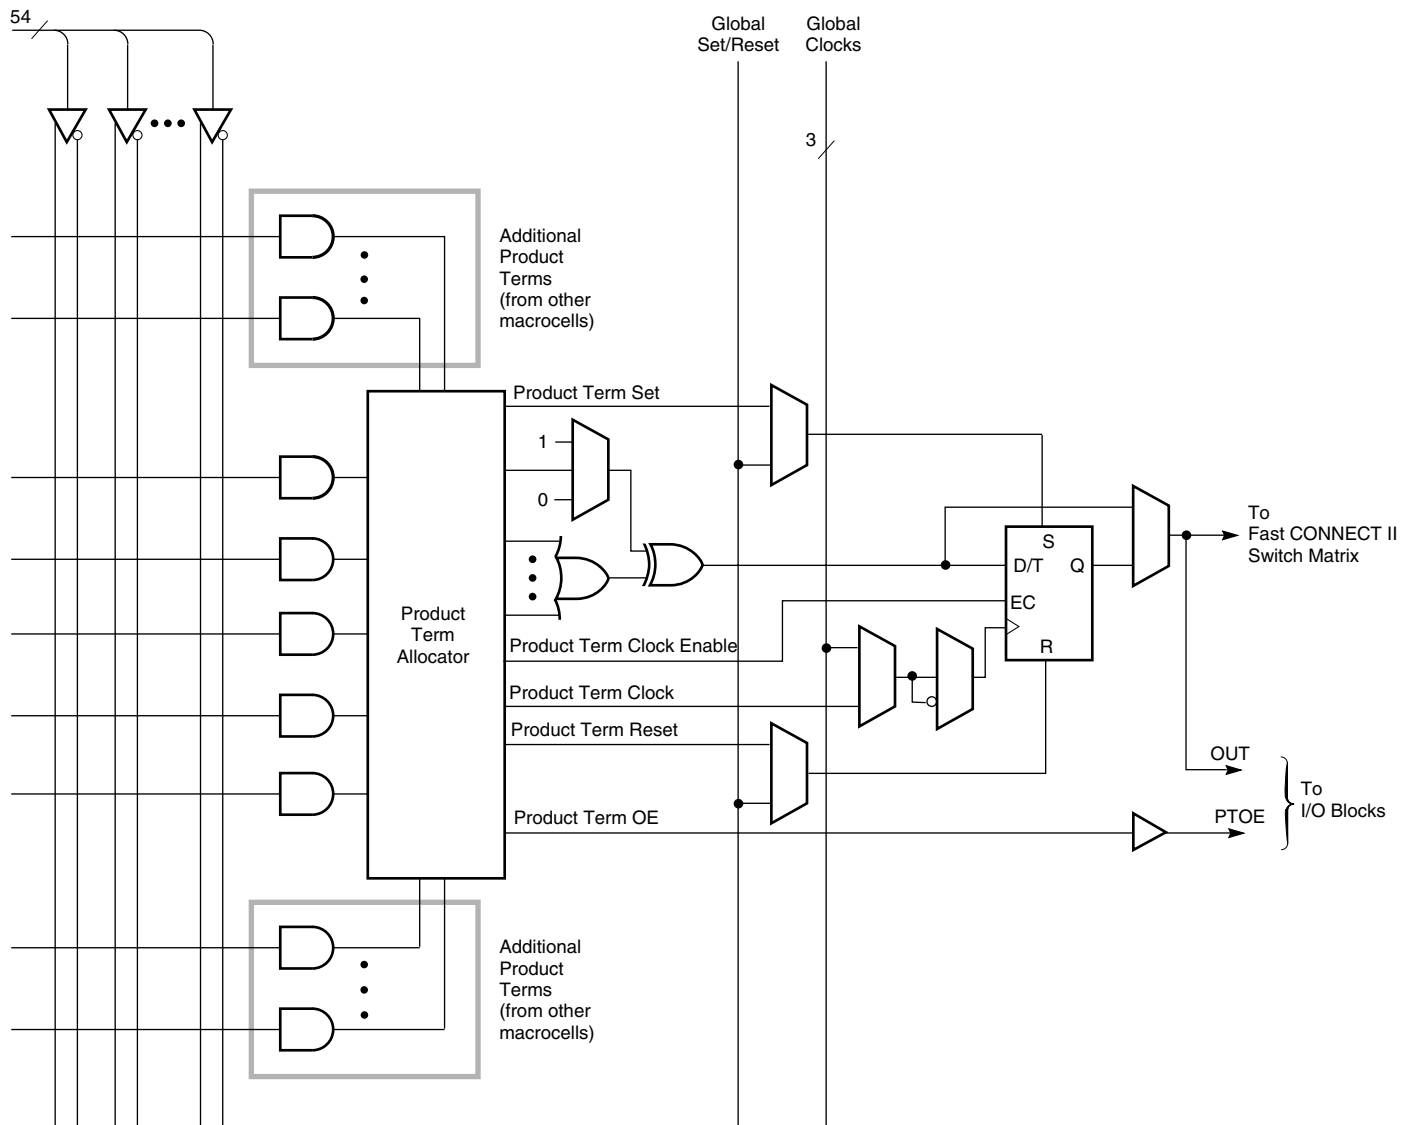 54
Global
Set/Reset
Global
Clocks
3
Additional
Product
Terms
(from other
macrocells)
Product Term Set
1
0
To
Fast CONNECT II
Switch Matrix
S
D/T
Q
EC
R
Product
Term
Allocator
Product Term Clock Enable
Product Term Clock
Product Term Reset
OUT
To
I/O Blocks
PTOE
Product Term OE
Additional
Product
Terms
(from other
macrocells)